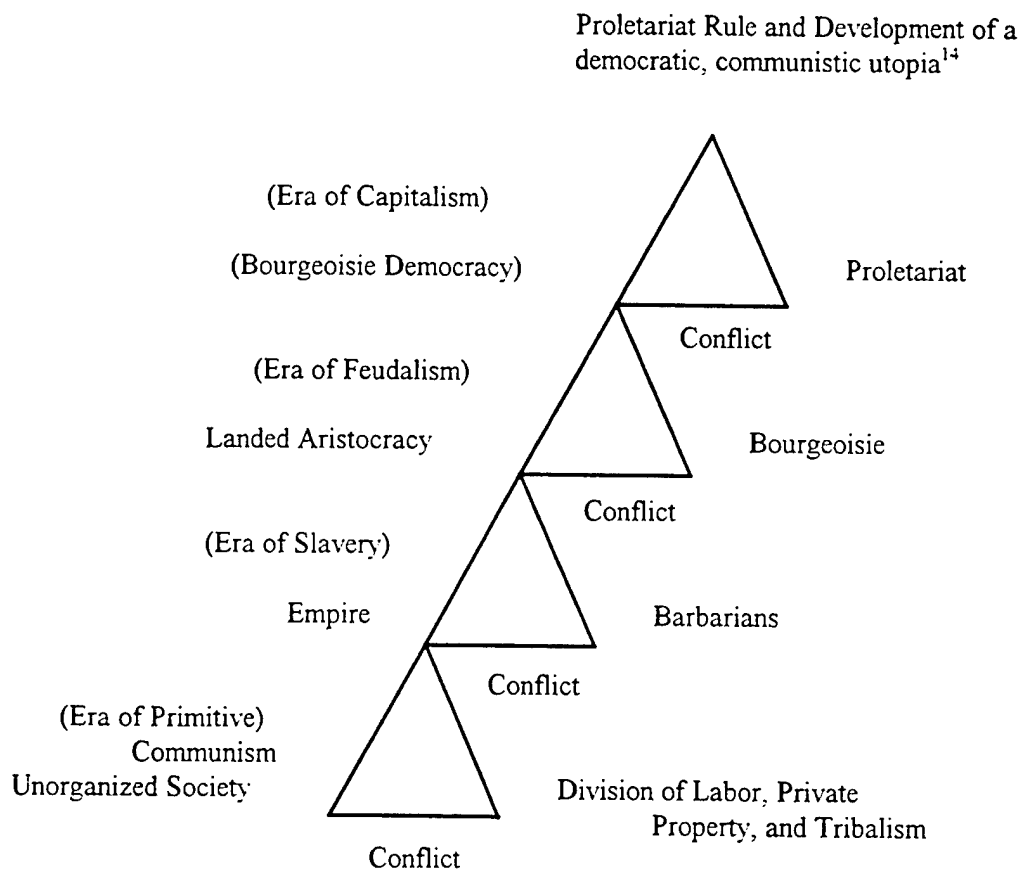 Proletariat Rule and Development of a
democratic, communistic utopia¹⁴
(Era of Capitalism)
(Bourgeoisie Democracy)
Proletariat
Conflict
(Era of Feudalism)
Landed Aristocracy
Bourgeoisie
Conflict
(Era of Slavery)
Empire
Barbarians
Conflict
(Era of Primitive)
Communism
Unorganized Society
Division of Labor, Private
Property, and Tribalism
Conflict